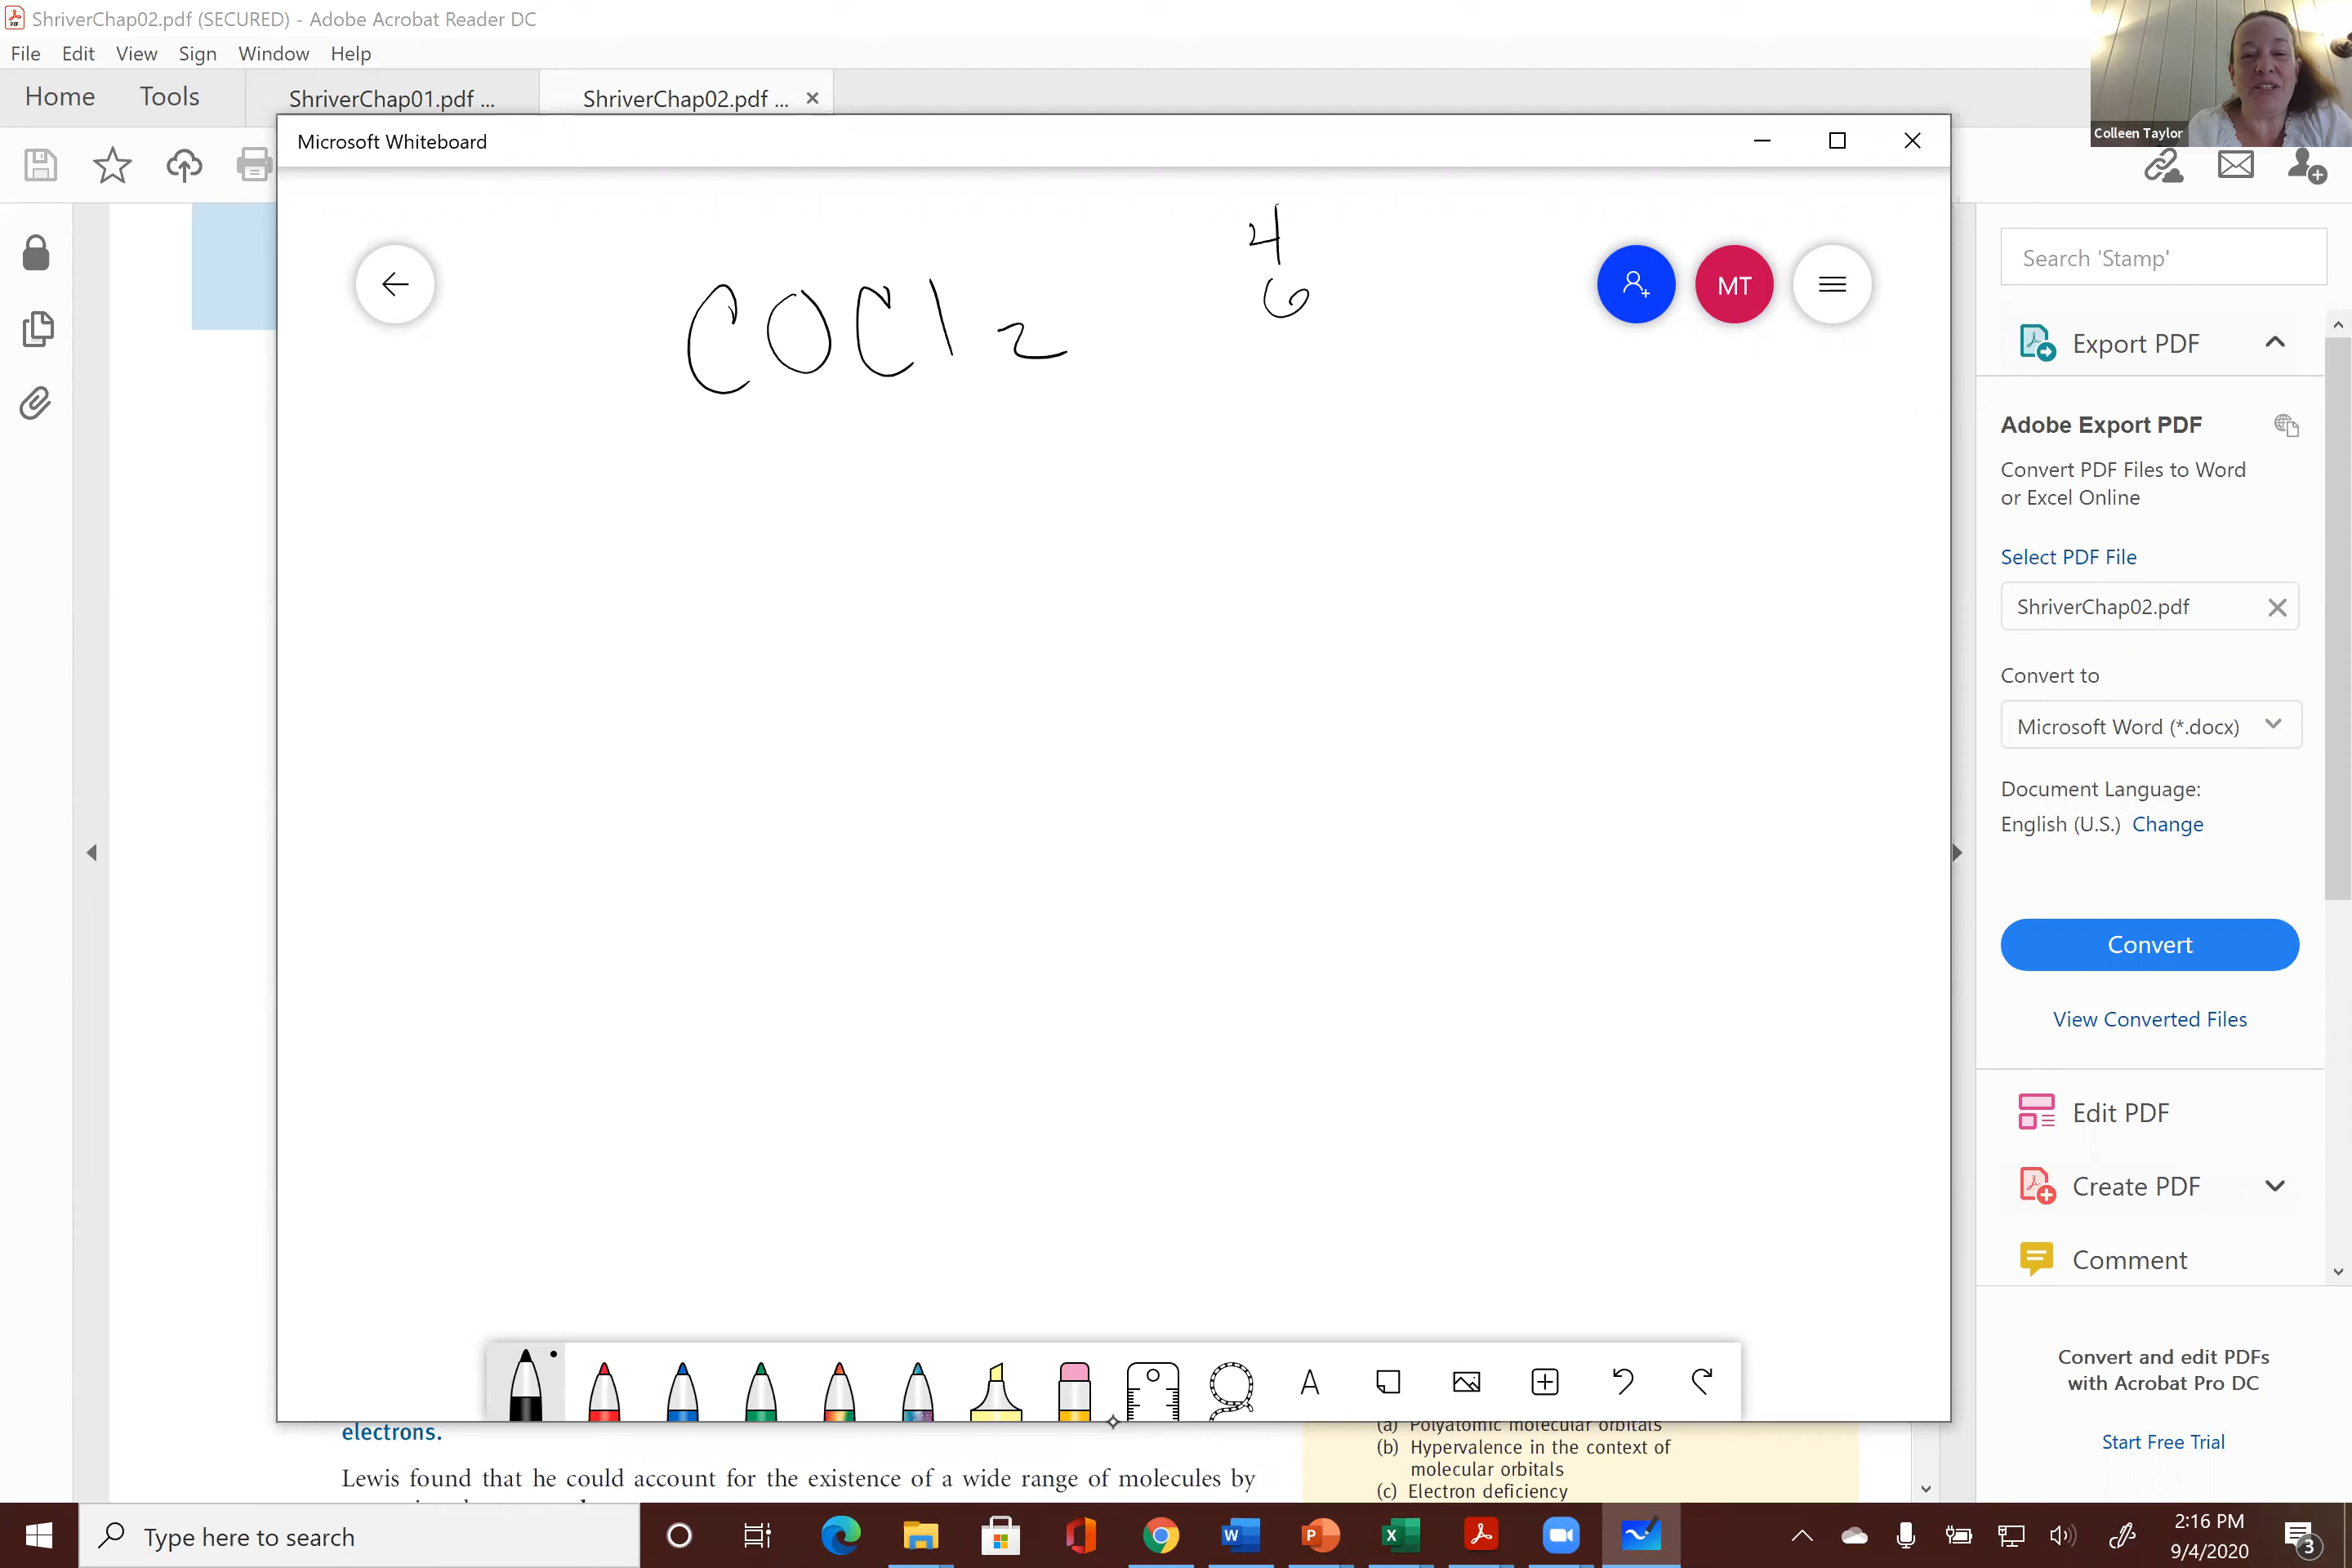 ShriverChap02.pdf (SECURED) - Adobe Acrobat Reader DC
File Edit View Sign Window Help
Home Tools ShriverChap01.pdf ... ShriverChap02.pdf ...
Colleen Taylor
Microsoft Whiteboard
4
6
COCl2
MT
Search 'Stamp'
Export PDF
Adobe Export PDF
Convert PDF Files to Word
or Excel Online
Select PDF File
ShriverChap02.pdf
Convert to
Microsoft Word (*.docx)
Document Language:
English (U.S.) Change
Convert
View Converted Files
Edit PDF
Create PDF
Comment
Convert and edit PDFs
with Acrobat Pro DC
Start Free Trial
A
electrons.
Lewis found that he could account for the existence of a wide range of molecules by
(a) Polyatomic molecular orbitals
(b) Hypervalence in the context of
molecular orbitals
(c) Electron deficiency
Type here to search
2:16 PM
9/4/2020
3